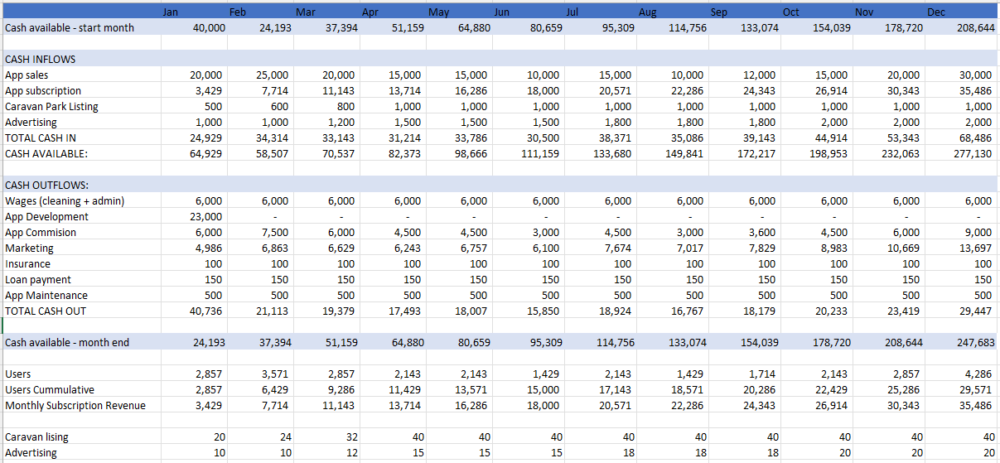 Jan Feb Mar Apr May Jun Jul Aug Sep Oct Nov Dec
Cash available - start month 40,000 24,193 37,394 51,159 64,880 80,659 95,309 114,756 133,074 154,039 178,720 208,644
CASH INFLOWS
App sales 20,000 25,000 20,000 15,000 15,000 10,000 15,000 10,000 12,000 15,000 20,000 30,000
App subscription 3,429 7,714 11,143 13,714 16,286 18,000 20,571 22,286 24,343 26,914 30,343 35,486
Caravan Park Listing 500 600 800 1,000 1,000 1,000 1,000 1,000 1,000 1,000 1,000 1,000
Advertising 1,000 1,000 1,200 1,500 1,500 1,500 1,800 1,800 1,800 2,000 2,000 2,000
TOTAL CASH IN 24,929 34,314 33,143 31,214 33,786 30,500 38,371 35,086 39,143 44,914 53,343 68,486
CASH AVAILABLE: 64,929 58,507 70,537 82,373 98,666 111,159 133,680 149,841 172,217 198,953 232,063 277,130
CASH OUTFLOWS:
Wages (cleaning + admin) 6,000 6,000 6,000 6,000 6,000 6,000 6,000 6,000 6,000 6,000 6,000 6,000
App Development 23,000 - - - - - - - - - - -
App Commision 6,000 7,500 6,000 4,500 4,500 3,000 4,500 3,000 3,600 4,500 6,000 9,000
Marketing 4,986 6,863 6,629 6,243 6,757 6,100 7,674 7,017 7,829 8,983 10,669 13,697
Insurance 100 100 100 100 100 100 100 100 100 100 100 100
Loan payment 150 150 150 150 150 150 150 150 150 150 150 150
App Maintenance 500 500 500 500 500 500 500 500 500 500 500 500
TOTAL CASH OUT 40,736 21,113 19,379 17,493 18,007 15,850 18,924 16,767 18,179 20,233 23,419 29,447
Cash available - month end 24,193 37,394 51,159 64,880 80,659 95,309 114,756 133,074 154,039 178,720 208,644 247,683
Users 2,857 3,571 2,857 2,143 2,143 1,429 2,143 1,429 1,714 2,143 2,857 4,286
Users Cummulative 2,857 6,429 9,286 11,429 13,571 15,000 17,143 18,571 20,286 22,429 25,286 29,571
Monthly Subscription Revenue 3,429 7,714 11,143 13,714 16,286 18,000 20,571 22,286 24,343 26,914 30,343 35,486
Caravan lising 20 24 32 40 40 40 40 40 40 40 40 40
Advertising 10 10 12 15 15 15 18 18 18 20 20 20